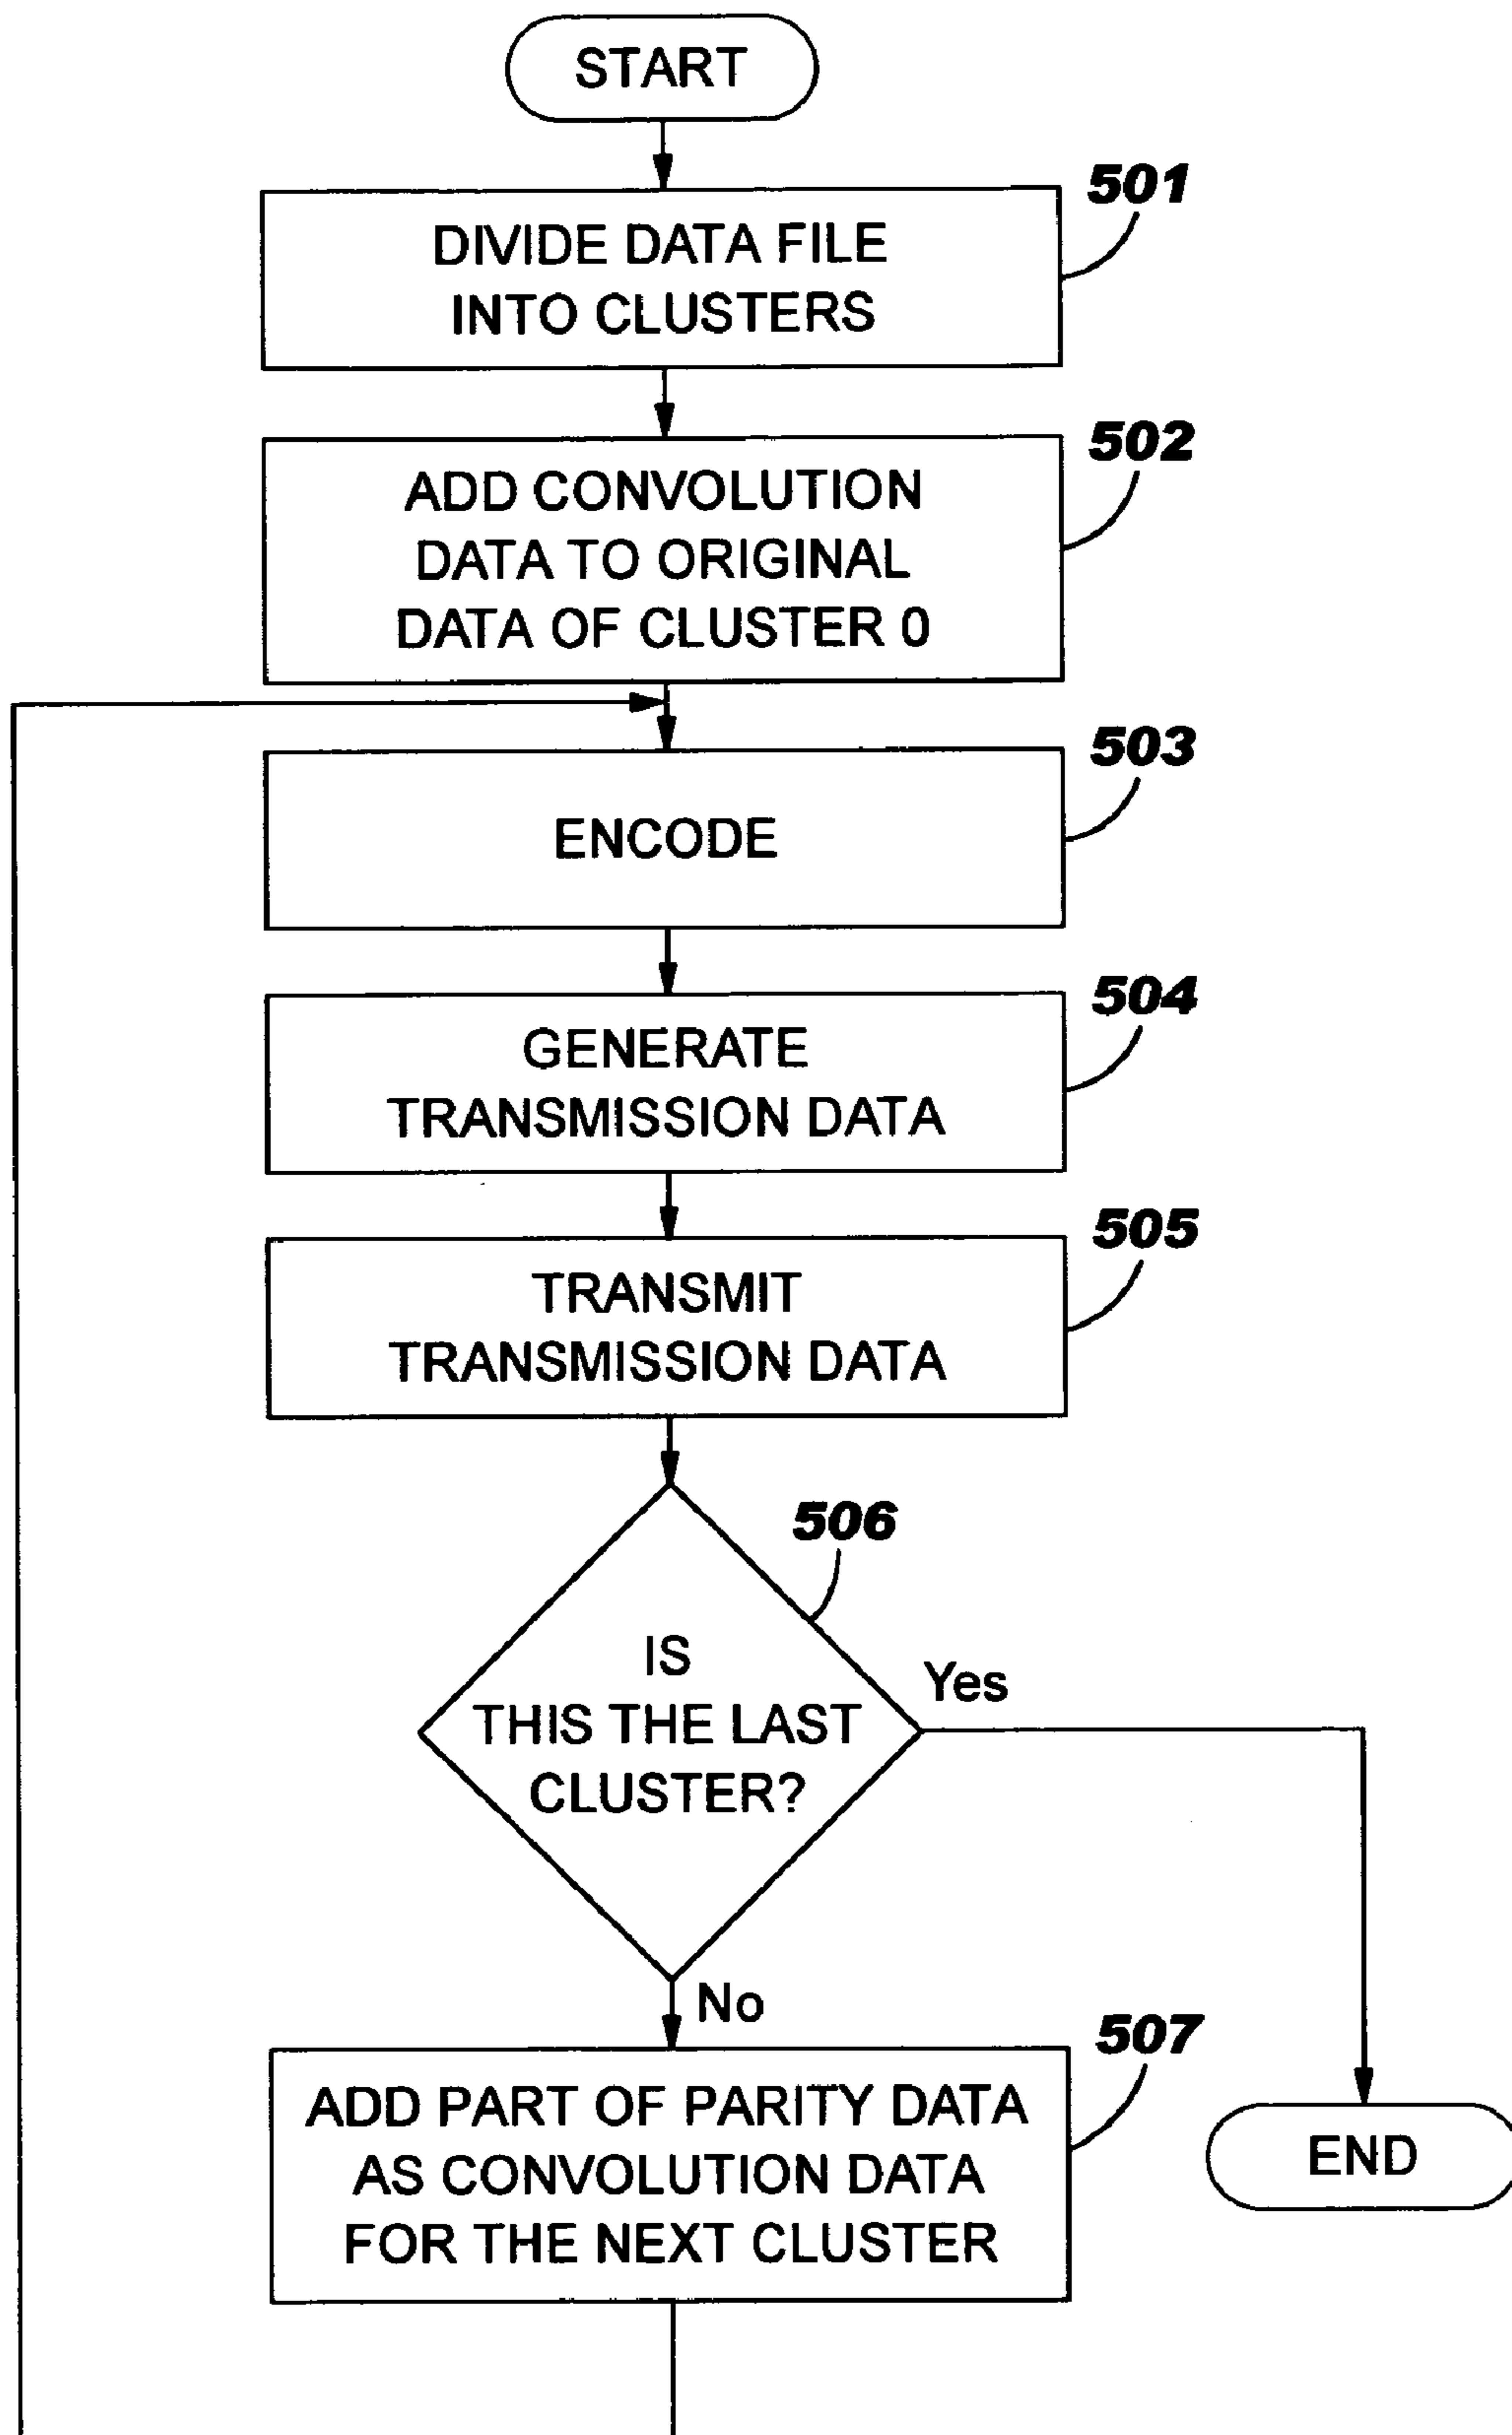 START
501
DIVIDE DATA FILE
INTO CLUSTERS
502
ADD CONVOLUTION
DATA TO ORIGINAL
DATA OF CLUSTER 0
503
ENCODE
504
GENERATE
TRANSMISSION DATA
505
TRANSMIT
TRANSMISSION DATA
506
IS
THIS THE LAST
CLUSTER?
Yes
No
507
ADD PART OF PARITY DATA
AS CONVOLUTION DATA
FOR THE NEXT CLUSTER
END